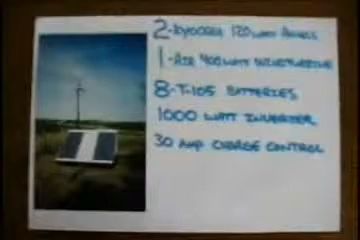 2-KYOCERA 120 WATT PANELS
1-AIR 400 WATT WINDTURBINE
8-T-105 BATTERIES
1000 WATT INVERTER
30 AMP CHARGE CONTROL